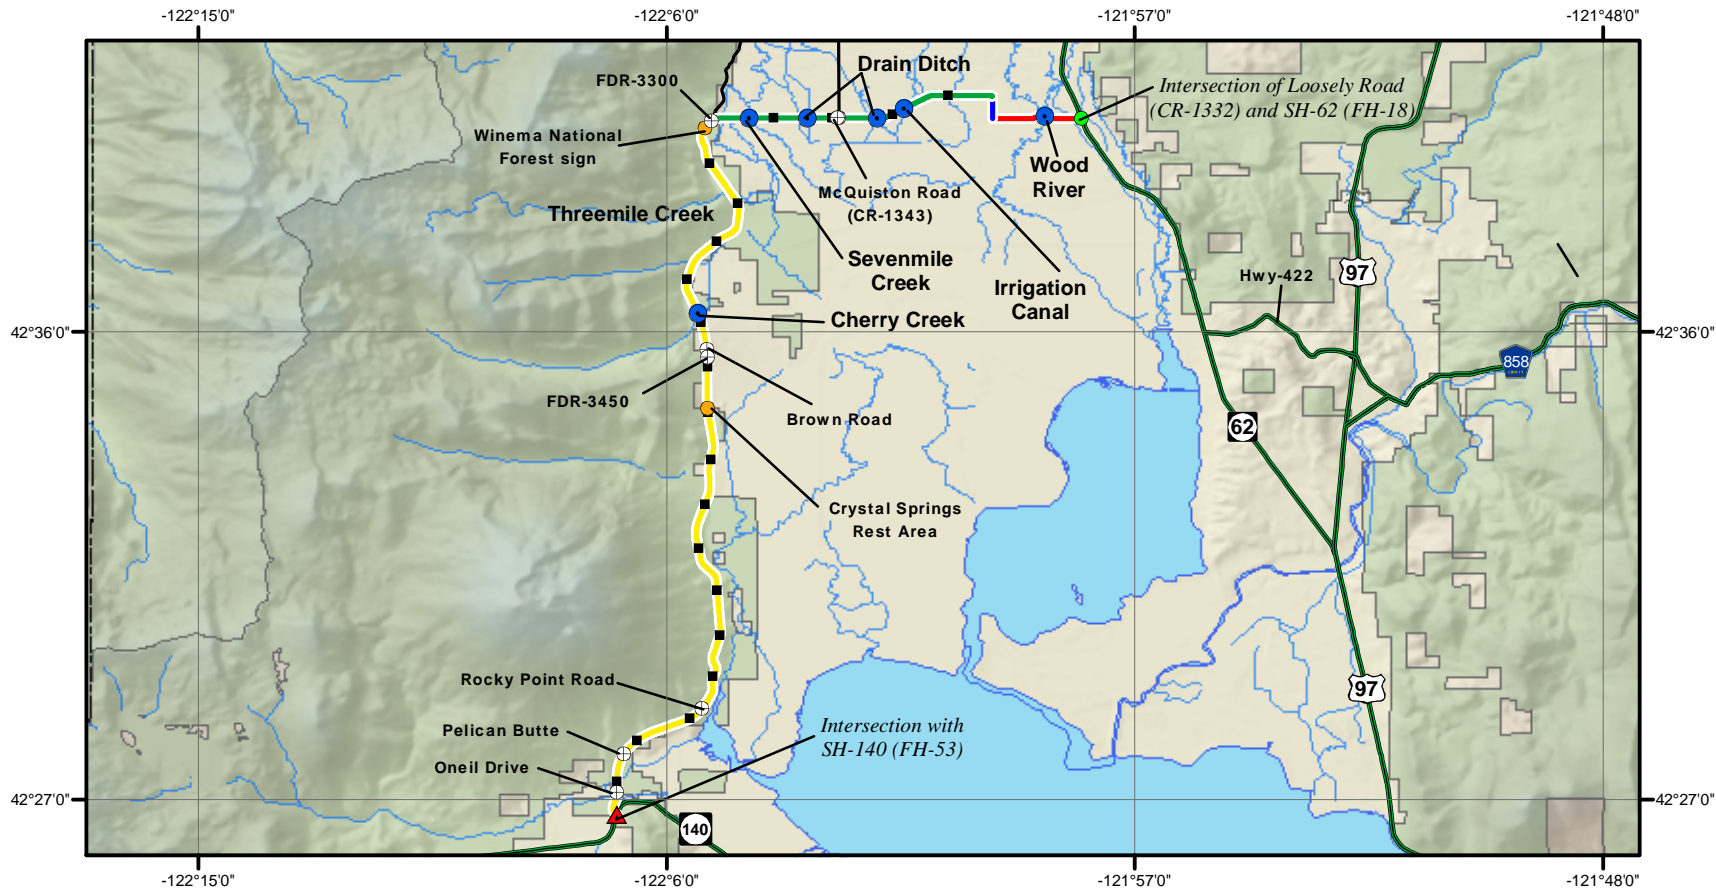 -122°15'0"
-122°6'0"
-121°57'0"
-121°48'0"
Drain Ditch
FDR-3300
Intersection of Loosely Road
(CR-1332) and SH-62 (FH-18)
Winema National
Forest sign
Wood
River
McQuiston Road
(CR-1343)
Threemile Creek
Sevenmile
Creek
Irrigation
Canal
Hwy-422
97
Cherry Creek
42°36'0"
42°36'0"
858
FDR-3450
Brown Road
62
Crystal Springs
Rest Area
Rocky Point Road
97
Pelican Butte
Intersection with
SH-140 (FH-53)
Oneil Drive
42°27'0"
42°27'0"
140
-122°15'0"
-122°6'0"
-121°57'0"
-121°48'0"